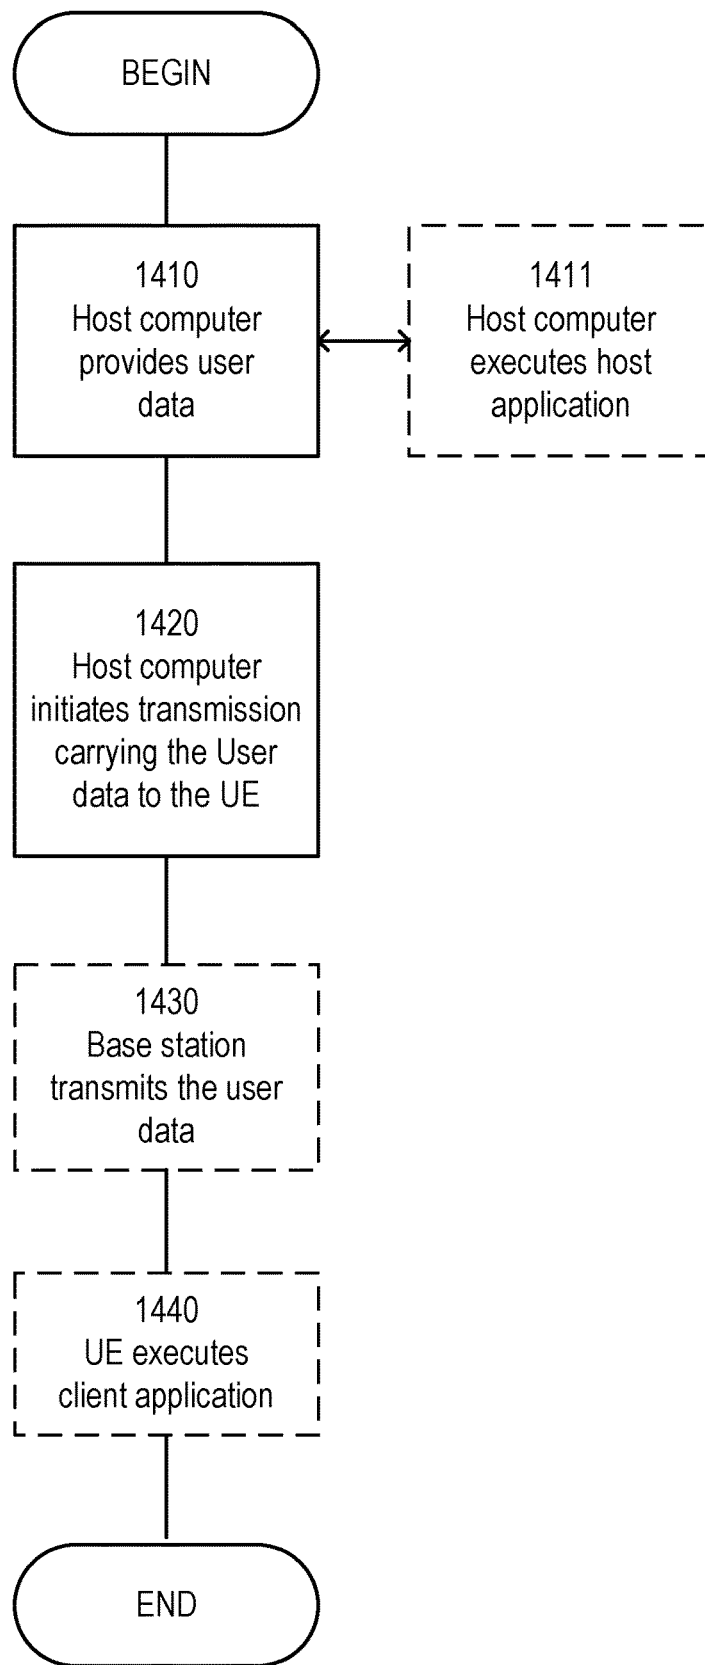 BEGIN
1410
Host computer
provides user
data
1411
Host computer
executes host
application
1420
Host computer
initiates transmission
carrying the User
data to the UE
1430
Base station
transmits the user
data
1440
UE executes
client application
END